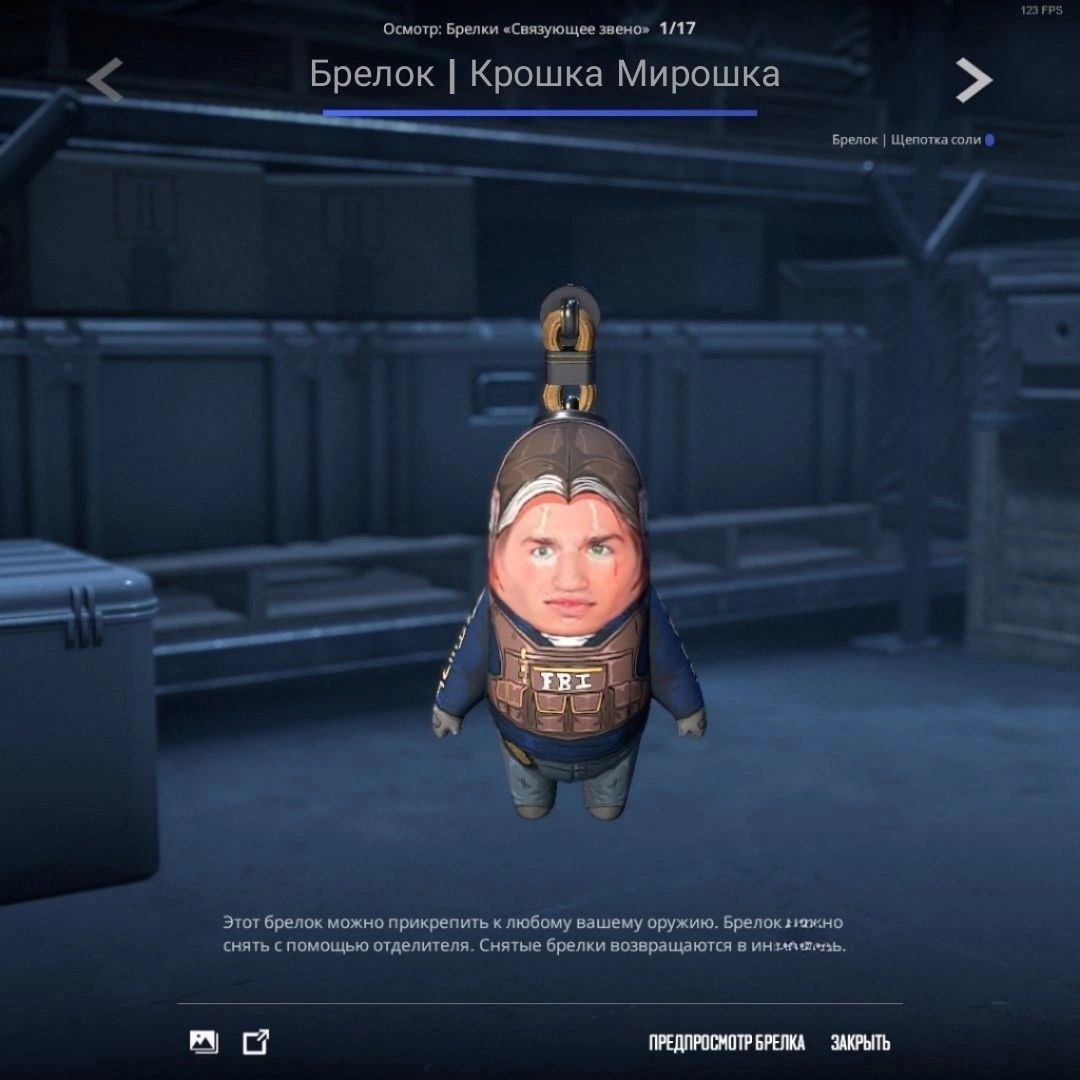 123 FPS
Осмотр: Брелки «Связующее звено» 1/17
Брелок | Крошка Мирошка
Брелок | Щепотка соли
FBI
Этот брелок можно прикрепить к любому вашему оружию. Брелок
снять с помощью отделителя. Снятые брелки возвращаются в
ПРЕДПРОСМОТР БРЕЛКА ЗАКРЫТЬ